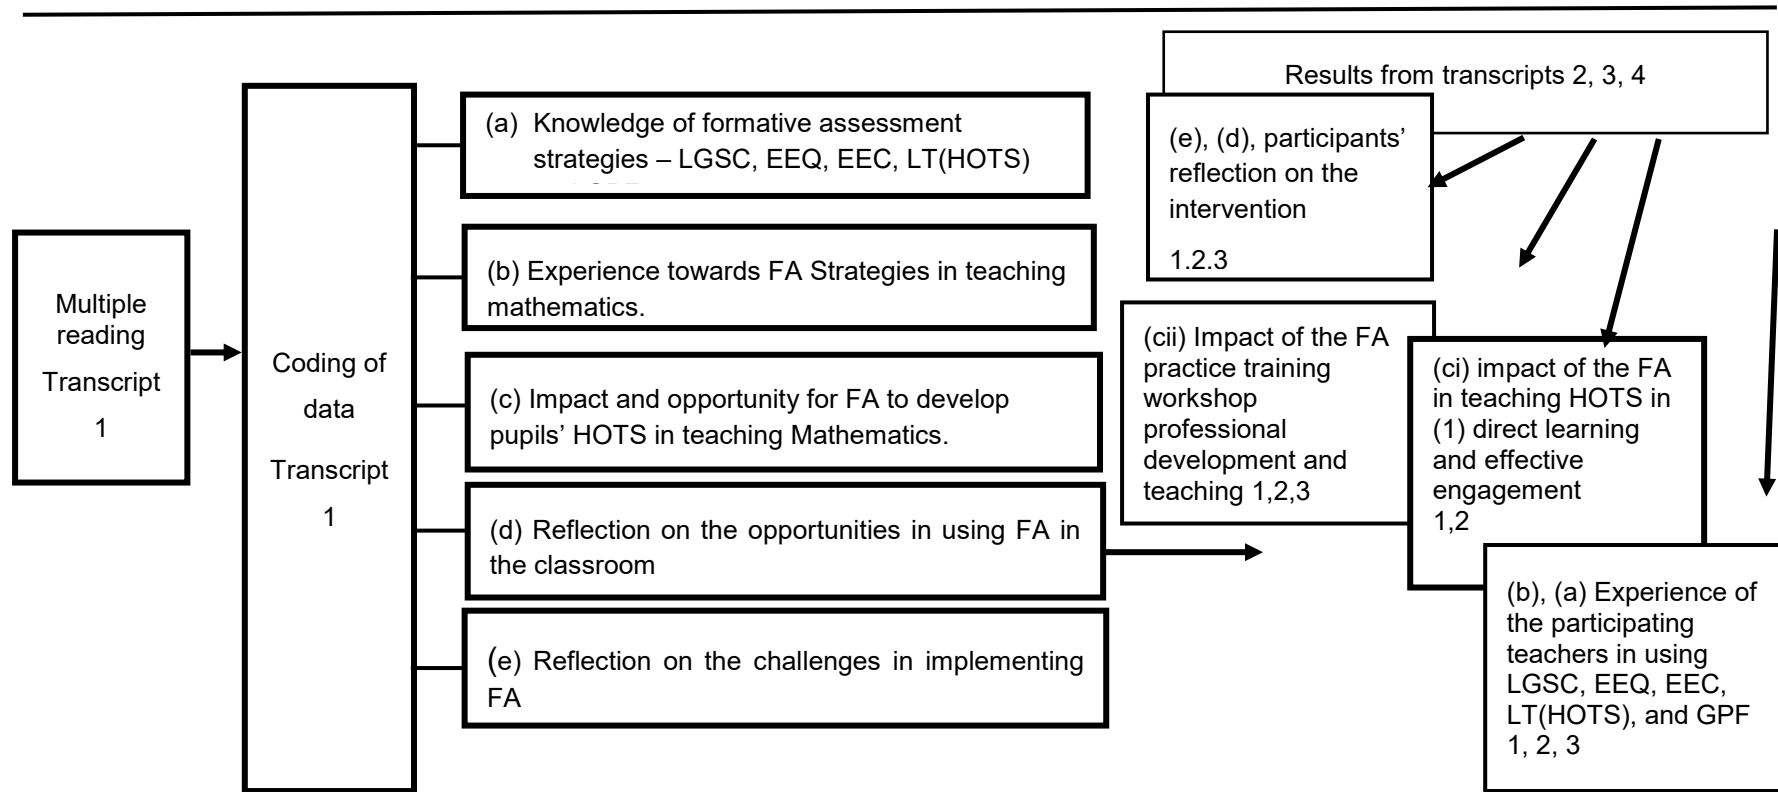 Multiple
reading
Transcript
1
Coding of
data
Transcript
1
(a) Knowledge of formative assessment
strategies – LGSC, EEQ, EEC, LT(HOTS)
(b) Experience towards FA Strategies in teaching
mathematics.
(c) Impact and opportunity for FA to develop
pupils’ HOTS in teaching Mathematics.
(d) Reflection on the opportunities in using FA in
the classroom
(e) Reflection on the challenges in implementing
FA
Results from transcripts 2, 3, 4
(e), (d), participants’
reflection on the
intervention
1.2.3
(cii) Impact of the FA
practice training
workshop
professional
development and
teaching 1,2,3
(ci) impact of the FA
in teaching HOTS in
(1) direct learning
and effective
engagement
1,2
(b), (a) Experience of
the participating
teachers in using
LGSC, EEQ, EEC,
LT(HOTS), and GPF
1, 2, 3